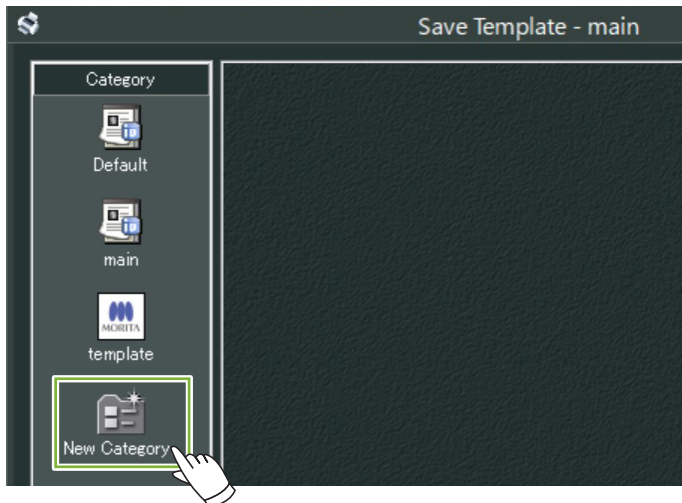 Save Template - main
Category
Default
main
MORITA
template
New Category